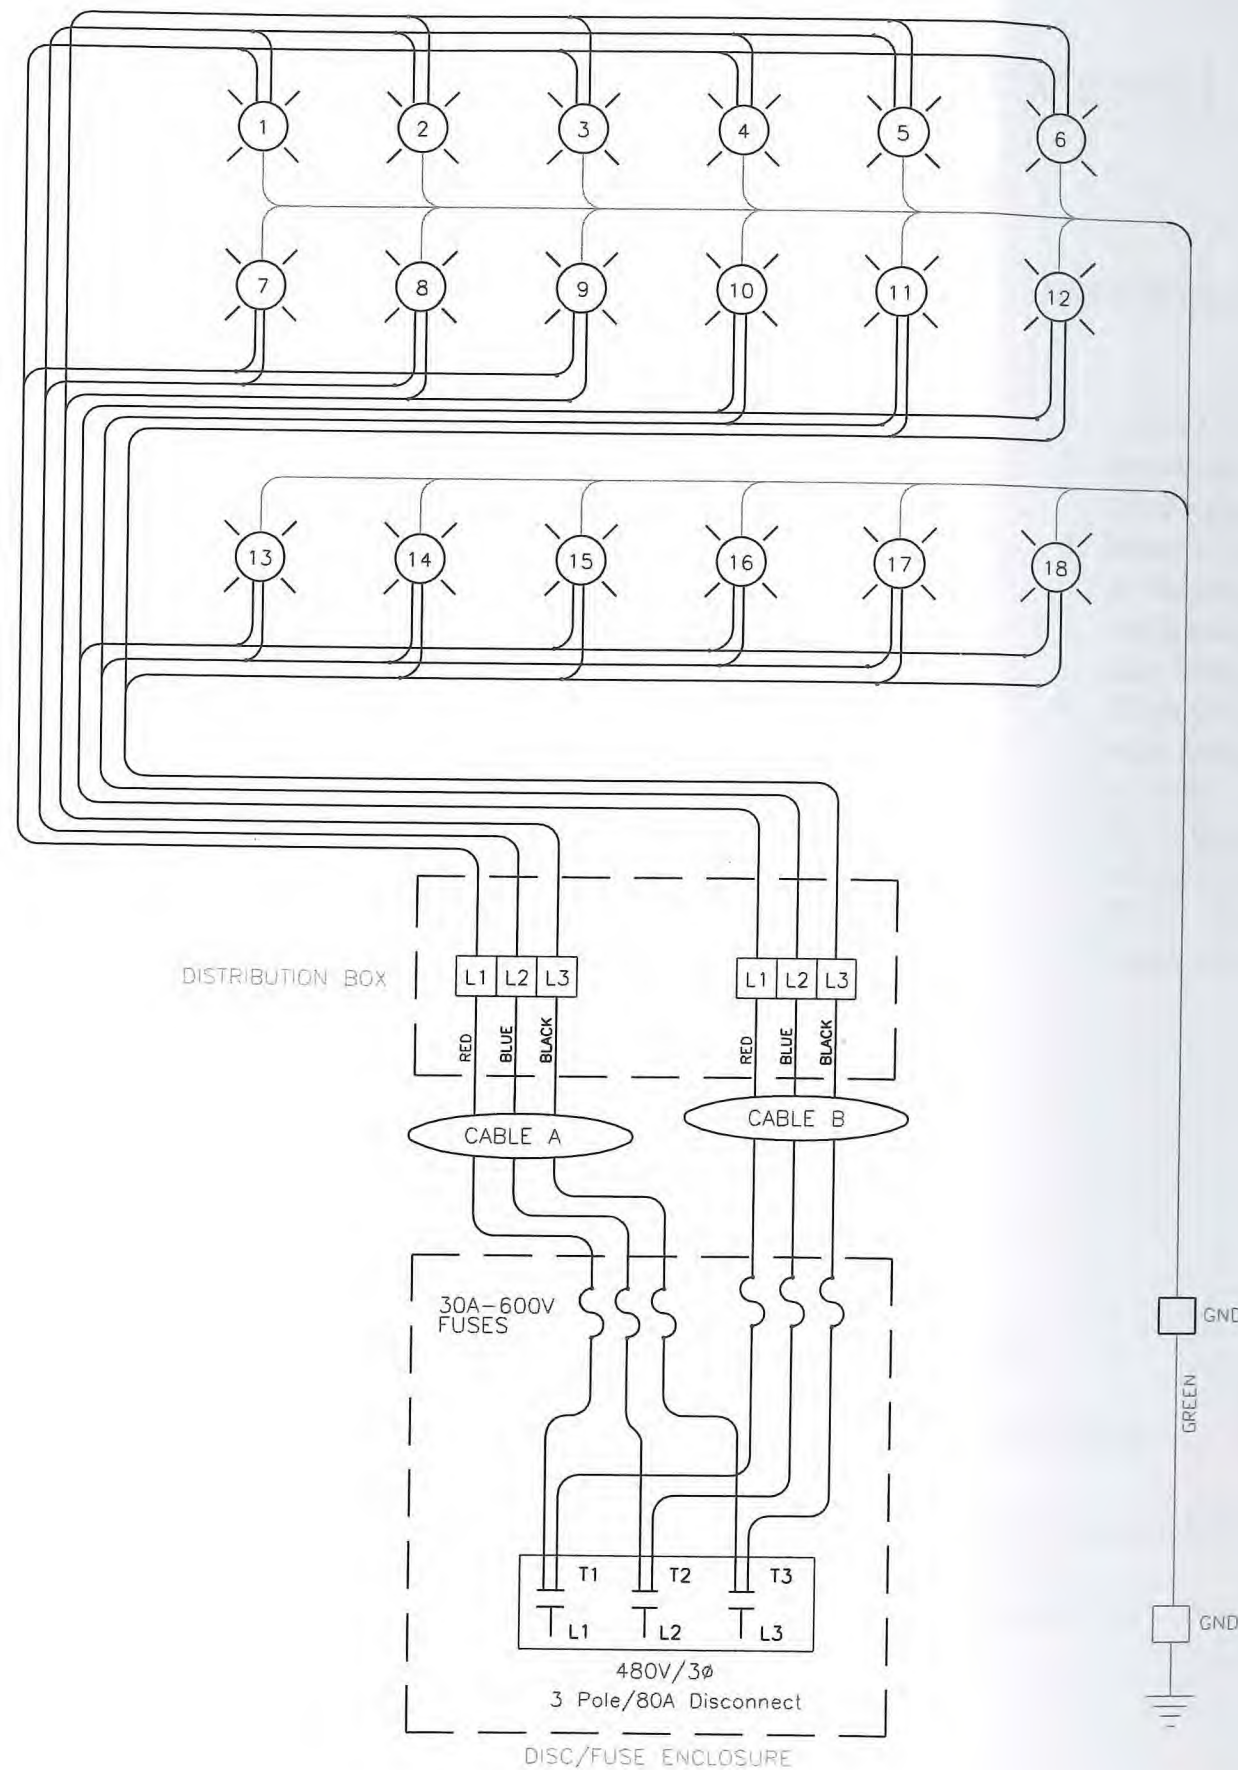 1 2 3 4 5 6
7 8 9 10 11 12
13 14 15 16 17 18
DISTRIBUTION BOX
L1 L2 L3
L1 L2 L3
RED BLUE BLACK
RED BLUE BLACK
CABLE A
CABLE B
30A-600V
FUSES
GND
GREEN
T1 T2 T3
L1 L2 L3
GND
480V/3ø
3 Pole/80A Disconnect
DISC/FUSE ENCLOSURE